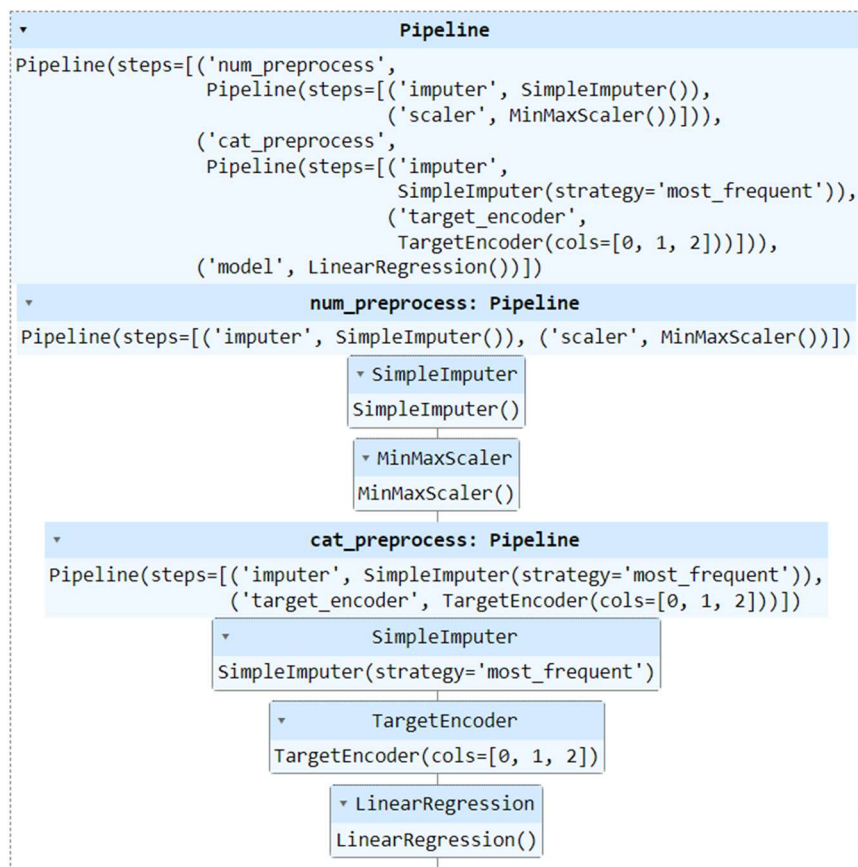 Pipeline
Pipeline(steps=[('num_preprocess',
Pipeline(steps=[('imputer', SimpleImputer()),
('scaler', MinMaxScaler())])),
('cat_preprocess',
Pipeline(steps=[('imputer',
SimpleImputer(strategy='most_frequent')),
('target_encoder',
TargetEncoder(cols=[0, 1, 2]))])),
('model', LinearRegression())])
num_preprocess: Pipeline
Pipeline(steps=[('imputer', SimpleImputer()), ('scaler', MinMaxScaler())])
SimpleImputer
SimpleImputer()
MinMaxScaler
MinMaxScaler()
cat_preprocess: Pipeline
Pipeline(steps=[('imputer', SimpleImputer(strategy='most_frequent')),
('target_encoder', TargetEncoder(cols=[0, 1, 2]))])
SimpleImputer
SimpleImputer(strategy='most_frequent')
TargetEncoder
TargetEncoder(cols=[0, 1, 2])
LinearRegression
LinearRegression()